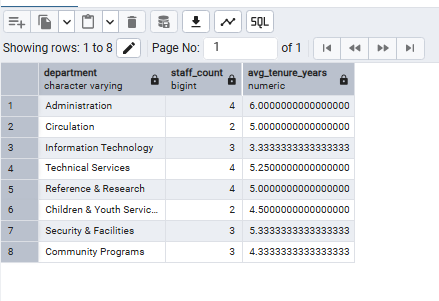 SQL
Showing rows: 1 to 8 Page No: 1 of 1
department staff_count avg_tenure_years
character varying bigint numeric
1 Administration 4 6.0000000000000000
2 Circulation 2 5.0000000000000000
3 Information Technology 3 3.3333333333333333
4 Technical Services 4 5.2500000000000000
5 Reference & Research 4 5.0000000000000000
6 Children & Youth Servic... 2 4.5000000000000000
7 Security & Facilities 3 5.3333333333333333
8 Community Programs 3 4.3333333333333333